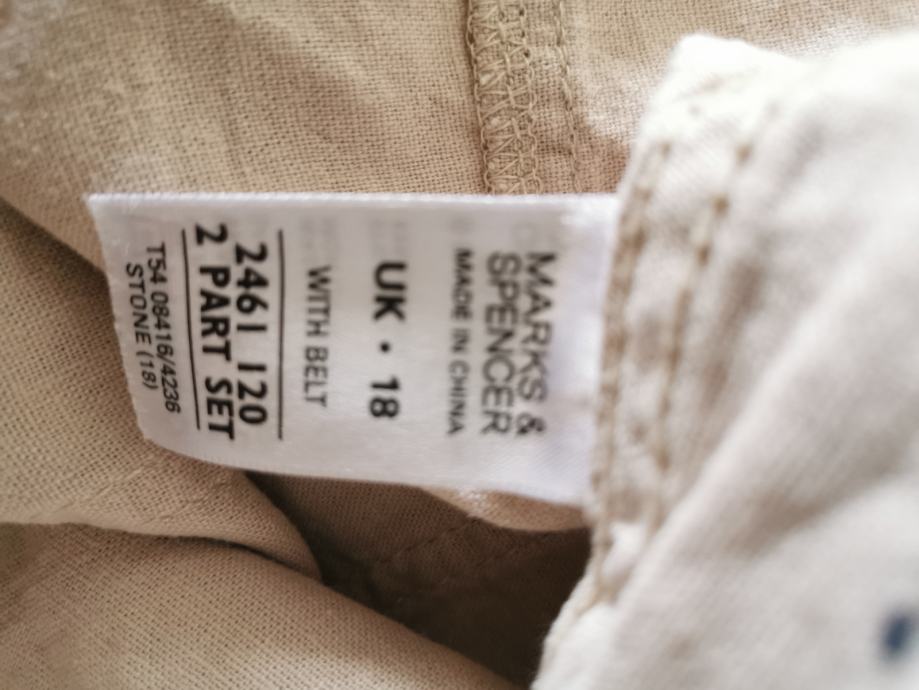 MARKS &
SPENCER
MADE IN CHINA
UK • 18
WITH BELT
2461 120
2 PART SET
T54 08416/4236
STONE (18)